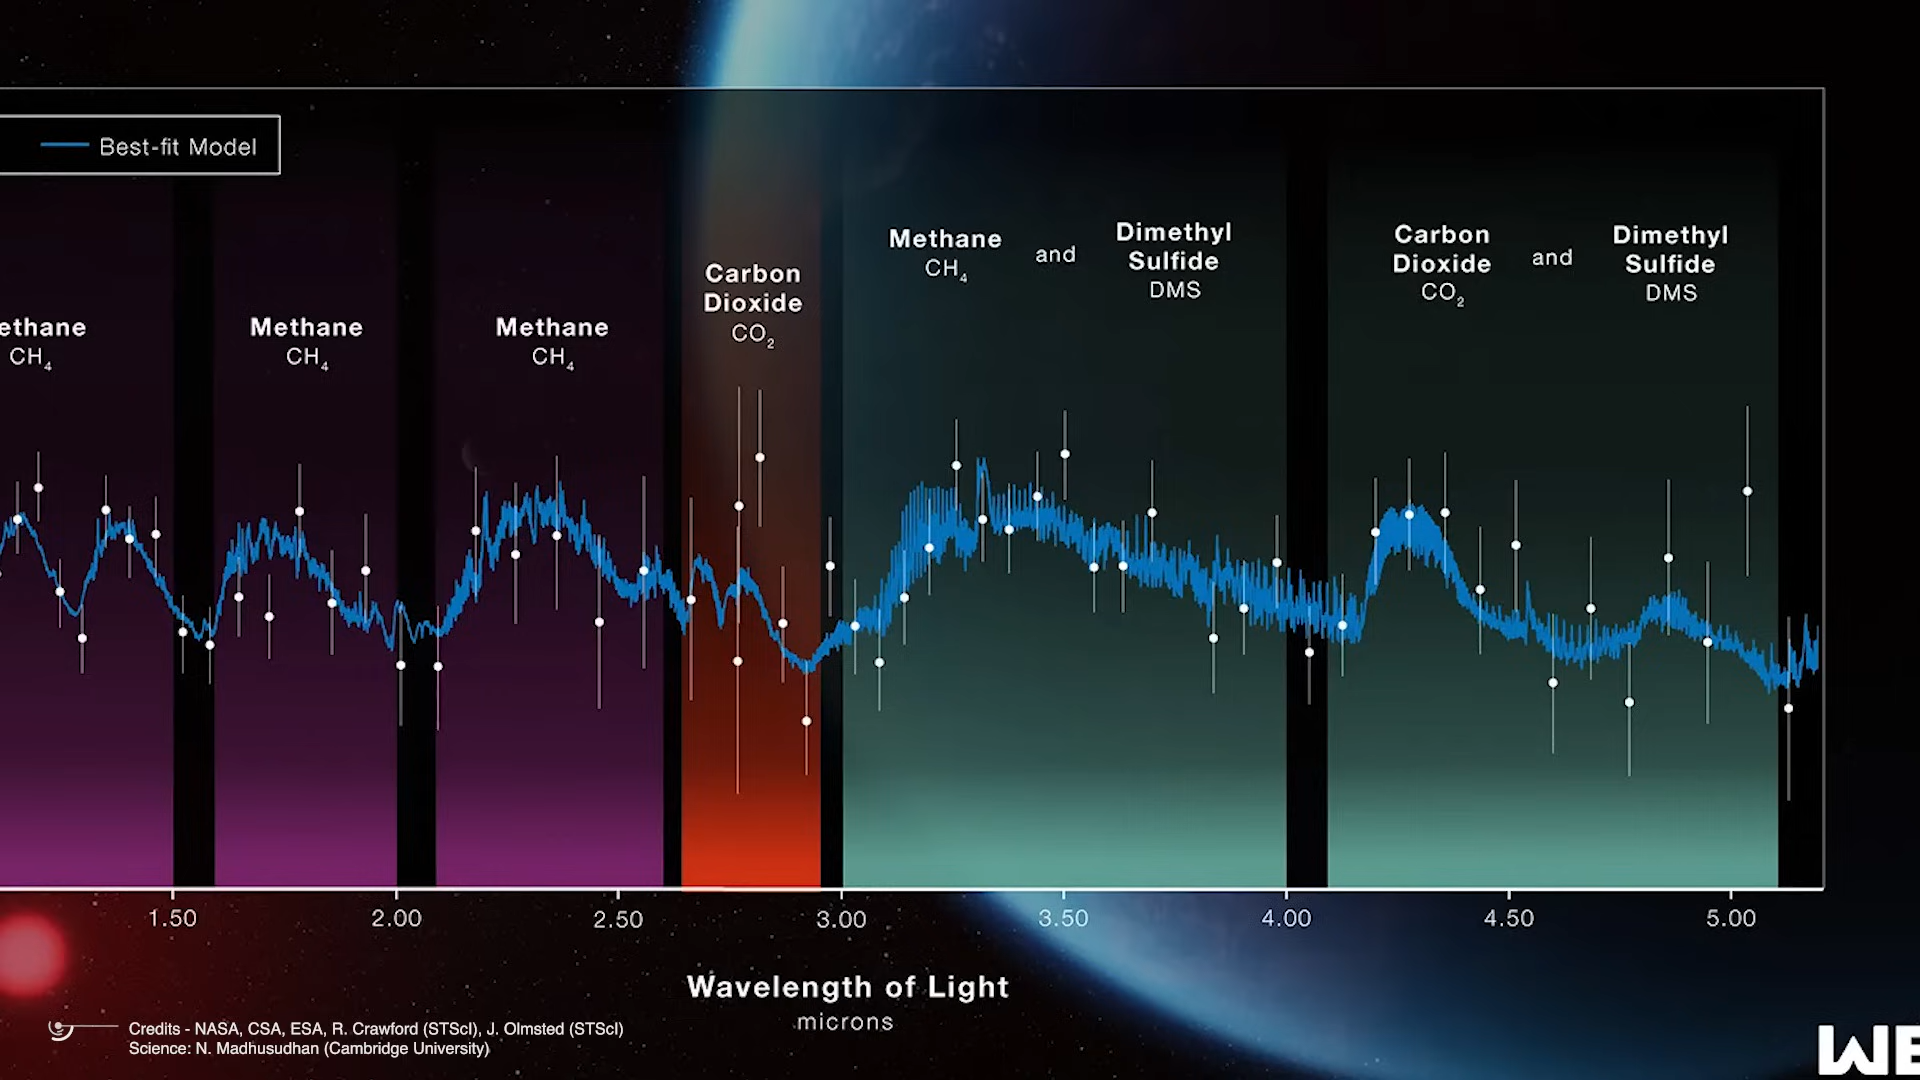 Best-fit Model
ethane
CH₄
Methane
CH₄
Methane
CH₄
Carbon
Dioxide
CO₂
Methane
CH₄
and
Dimethyl
Sulfide
DMS
Carbon
Dioxide
CO₂
and
Dimethyl
Sulfide
DMS
1.50 2.00 2.50 3.00 3.50 4.00 4.50 5.00
Wavelength of Light
microns
Credits - NASA, CSA, ESA, R. Crawford (STScI), J. Olmsted (STScI)
Science: N. Madhusudhan (Cambridge University)
WE